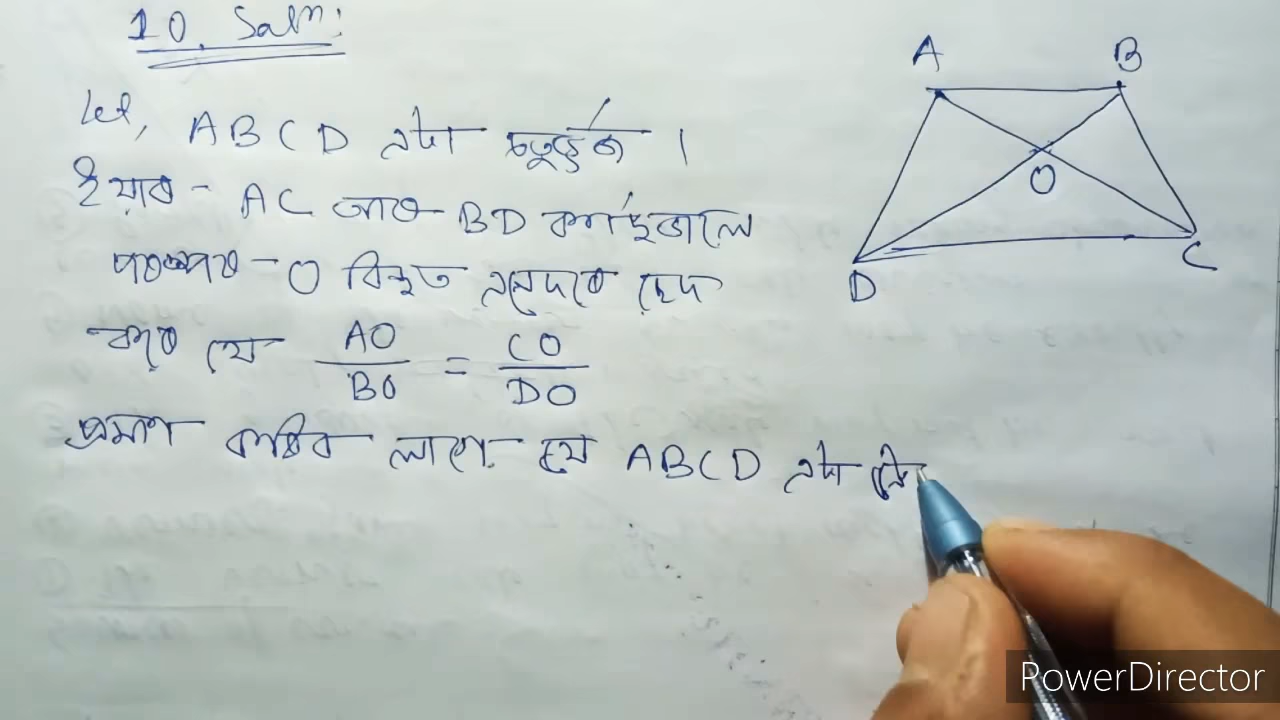 10. Soln:
Let, ABCD এটা চতুৰ্ভুজ ।
ইয়াৰ - AC আৰু BD কৰ্ণ দুইডালে
পৰস্পৰ - O বিন্দুত এনেদৰে ছেদ
কৰে যে AO/BO = CO/DO
প্ৰমাণ কৰিব লাগে যে ABCD এটা
A
B
O
D
C
PowerDirector